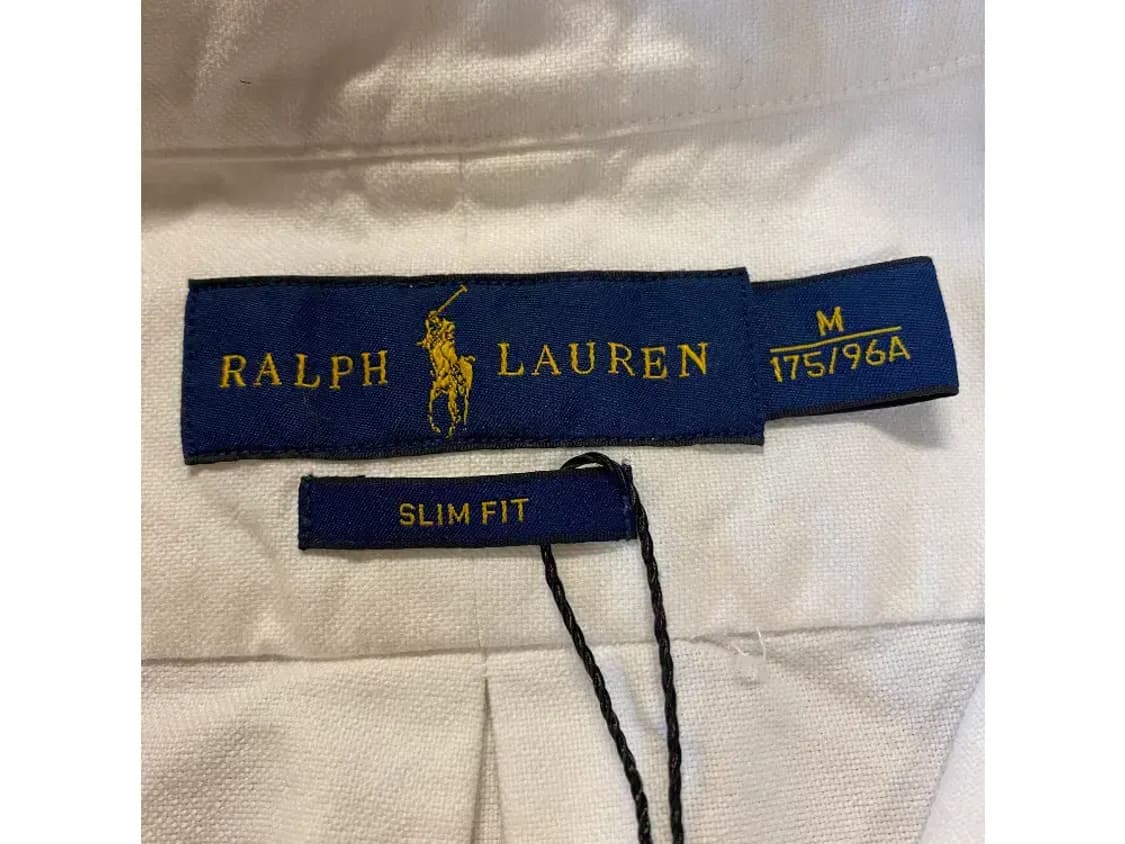 RALPH LAUREN
M
175/96A
SLIM FIT